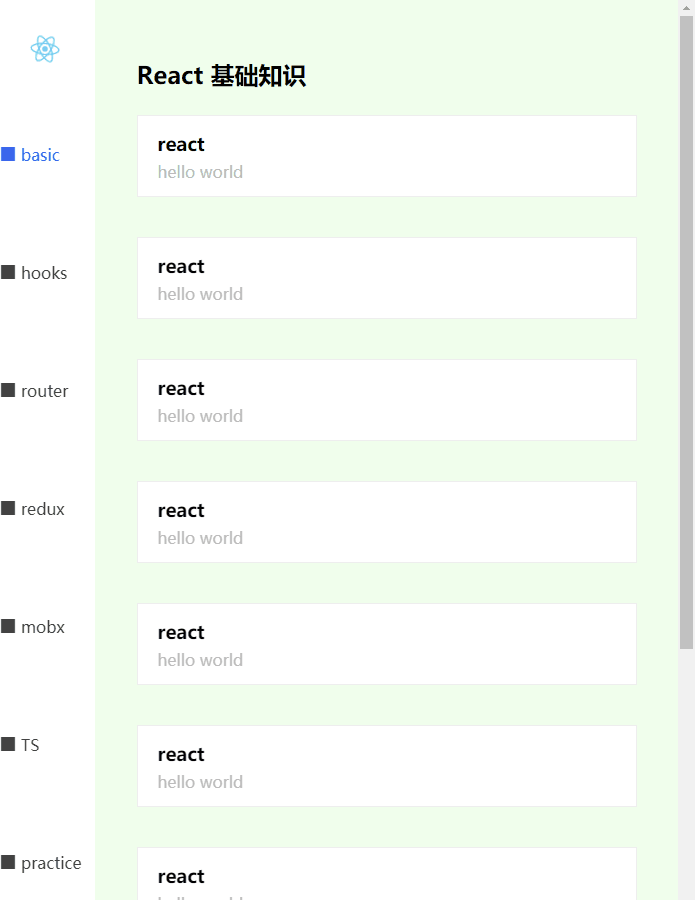 basic
hooks
router
redux
mobx
TS
practice
React 基础知识
react
hello world
react
hello world
react
hello world
react
hello world
react
hello world
react
hello world
react